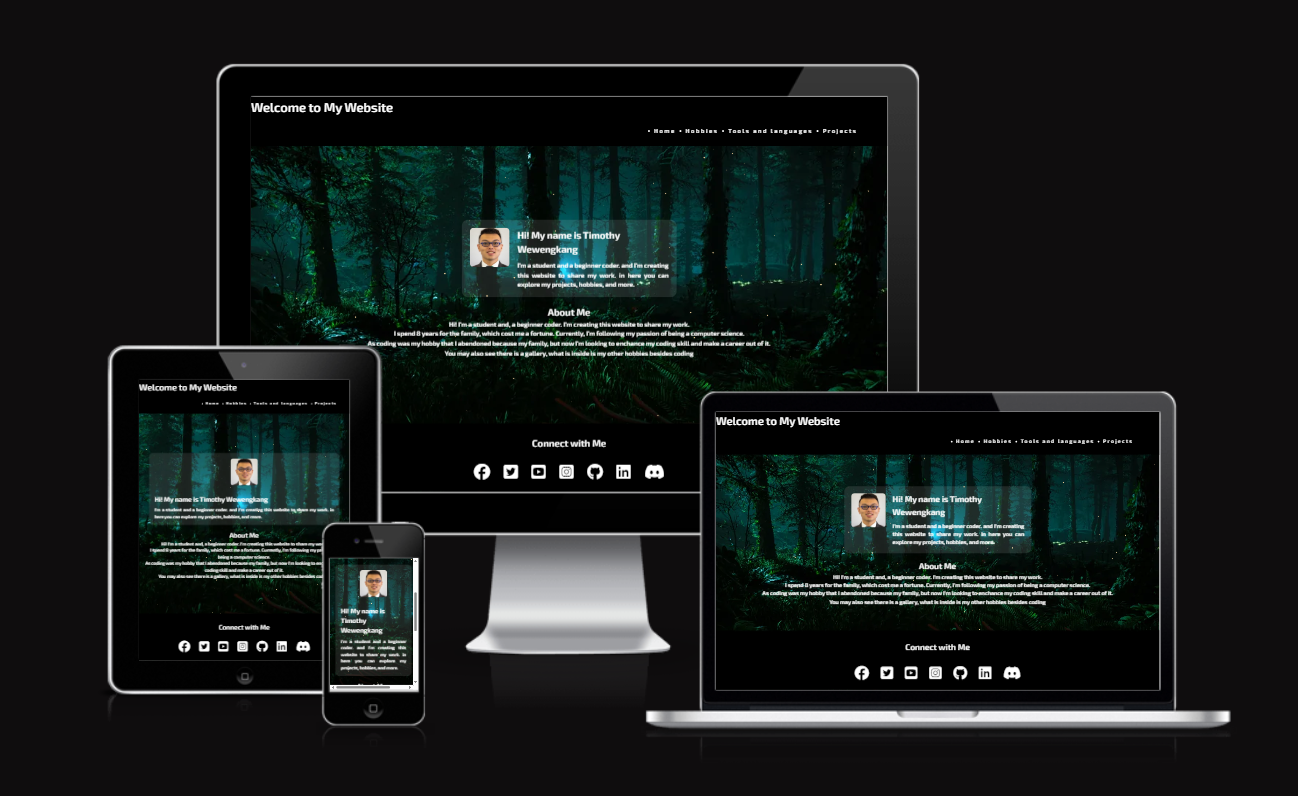 Welcome to My Website
• Home • Hobbies • Tools and languages • Projects
Hi! My name is Timothy
Wewengkang
I'm a student and a beginner coder. and I'm creating
this website to share my work. in here you can
explore my projects, hobbies, and more.
About Me
Hi! I'm a student and, a beginner coder. I'm creating this website to share my work.
I spend 8 years for the family, which cost me a fortune. Currently, I'm following my passion of being a computer science.
As coding was my hobby that I abendoned because my family, but now I'm looking to enchance my coding skill and make a career out of it.
You may also see there is a gallery, what is inside is my other hobbies besides coding
Connect with Me
Welcome to My Website
• Home • Hobbies • Tools and languages • Projects
Hi! My name is Timothy Wewengkang
I'm a student and a beginner coder. and I'm creating this website to share my work. in
here you can explore my projects, hobbies, and more.
About Me
Hi! I'm a student and, a beginner coder. I'm creating this website to share my
I spend 8 years for the family, which cost me a fortune. Currently, I'm following my
being a computer science.
As coding was my hobby that I abendoned because my family, but now I'm looking to
coding skill and make a career out of it.
You may also see there is a gallery, what is inside is my other hobbies besides
Connect with Me
Hi! My name is
Timothy
Wewengkang
I'm a student and a beginner
coder. and I'm creating this
website to share my work. in
here you can explore my
projects, hobbies, and more.
Welcome to My Website
• Home • Hobbies • Tools and languages • Projects
Hi! My name is Timothy
Wewengkang
I'm a student and a beginner coder. and I'm creating
this website to share my work. in here you can
explore my projects, hobbies, and more.
About Me
Hi! I'm a student and, a beginner coder. I'm creating this website to share my work.
I spend 8 years for the family, which cost me a fortune. Currently, I'm following my passion of being a computer science.
As coding was my hobby that I abandoned because my family, but now I'm looking to enchance my coding skill and make a career out of it.
You may also see there is a gallery, what is inside is my other hobbies besides coding
Connect with Me